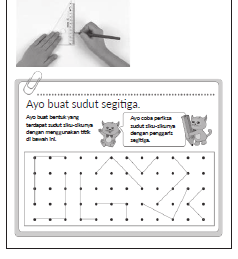 Ayo buat sudut segitiga.
Ayo buat bentuk yang
terdapat sudut siku-sikunya
dengan menggunakan titik
di bawah ini.
Ayo coba periksa
sudut siku-sikunya
dengan penggaris
segitiga.